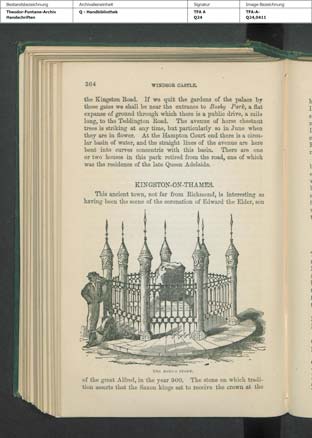 Bestandsbezeichnung Archivalieneinheit Signatur Image-Bezeichnung
Theodor-Fontane-Archiv Q - Handbibliothek TFA A TFA-A-
Handschriften Q24 Q24,0411
364 WINDSOR CASTLE.
the Kingston Road. If we quit the gardens of the palace by
these gates we shall be near the entrance to Bushy Park, a flat
expanse of ground through which there is a public drive, a mile
long, to the Teddington Road. The avenue of horse chestnut
trees is striking at any time, but particularly so in June when
they are in flower. At the Hampton Court end there is a circu-
lar basin of water, and the straight lines of the avenue are here
bent into curves concentric with this basin. There are one
or two houses in this park retired from the road, one of which
was the residence of the late Queen Adelaide.
KINGSTON-ON-THAMES.
This ancient town, not far from Richmond, is interesting as
having been the scene of the coronation of Edward the Elder, son
THE KING'S STONE.
of the great Alfred, in the year 900. The stone on which tradi-
tion asserts that the Saxon kings sat to receive the crown at the